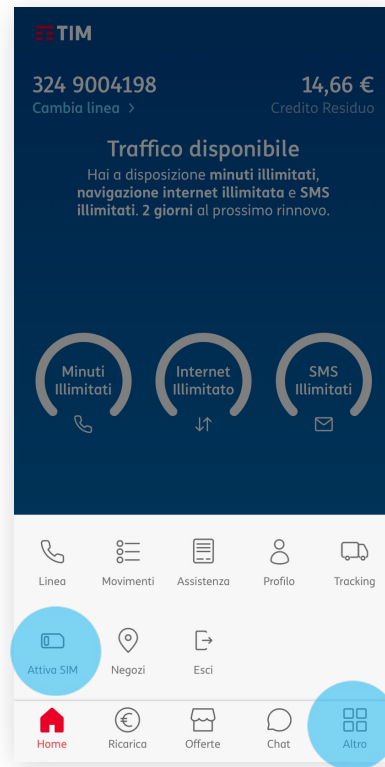 TIM
324 9004198 14,66 €
Cambia linea > Credito Residuo
Traffico disponibile
Hai a disposizione minuti illimitati,
navigazione internet illimitata e SMS
illimitati. 2 giorni al prossimo rinnovo.
Minuti Internet SMS
Illimitati Illimitato Illimitati
Linea Movimenti Assistenza Profilo Tracking
Attiva SIM Negozi Esci
Home Ricarica Offerte Chat Altro